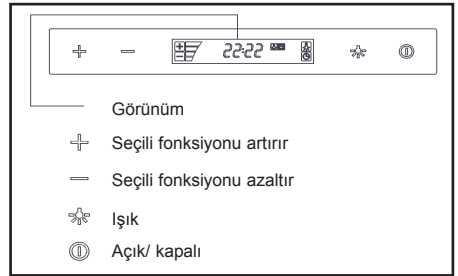 22:22
Görünüm
Seçili fonksiyonu artırır
Seçili fonksiyonu azaltır
Işık
Açık/ kapalı